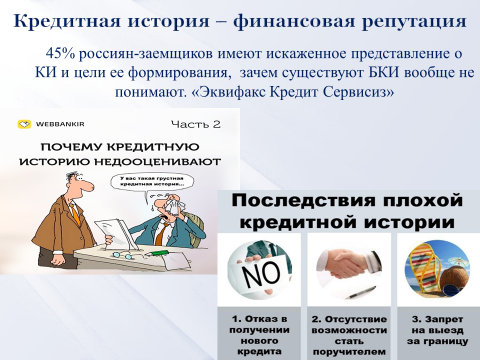 Кредитная история – финансовая репутация
45% россиян-заемщиков имеют искаженное представление о
КИ и цели ее формирования, зачем существуют БКИ вообще не
понимают. «Эквифакс Кредит Сервисиз»
WEBBANKIR
Часть 2
ПОЧЕМУ КРЕДИТНУЮ
ИСТОРИЮ НЕДООЦЕНИВАЮТ
У вас такая грустная
кредитная история...
Последствия плохой
кредитной истории
NO
1. Отказ в
получении
нового
кредита
2. Отсутствие
возможности
стать
поручителем
3. Запрет
на выезд
за границу